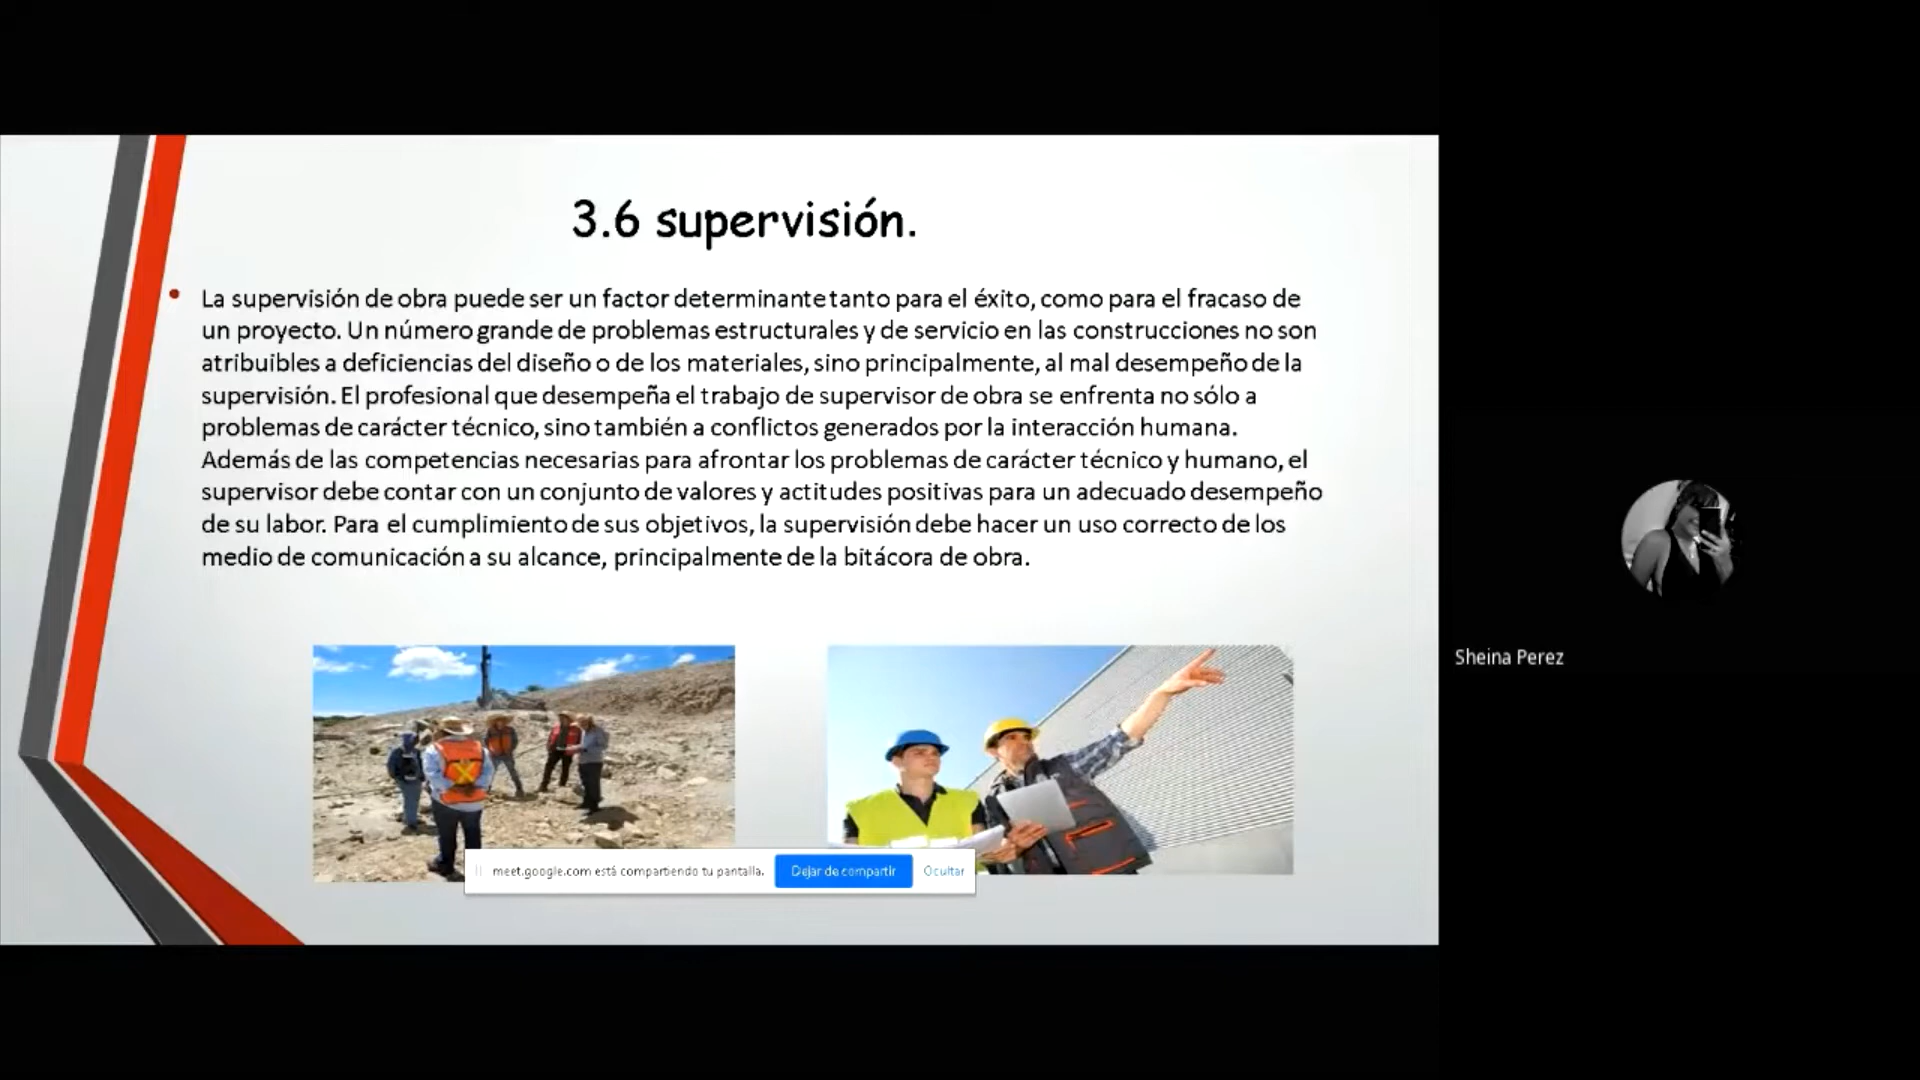 3.6 supervisión.
• La supervisión de obra puede ser un factor determinante tanto para el éxito, como para el fracaso de
un proyecto. Un número grande de problemas estructurales y de servicio en las construcciones no son
atribuibles a deficiencias del diseño o de los materiales, sino principalmente, al mal desempeño de la
supervisión. El profesional que desempeña el trabajo de supervisor de obra se enfrenta no sólo a
problemas de carácter técnico, sino también a conflictos generados por la interacción humana.
Además de las competencias necesarias para afrontar los problemas de carácter técnico y humano, el
supervisor debe contar con un conjunto de valores y actitudes positivas para un adecuado desempeño
de su labor. Para el cumplimiento de sus objetivos, la supervisión debe hacer un uso correcto de los
medio de comunicación a su alcance, principalmente de la bitácora de obra.
Sheina Perez
meet.google.com está compartiendo tu pantalla. Dejar de compartir Ocultar